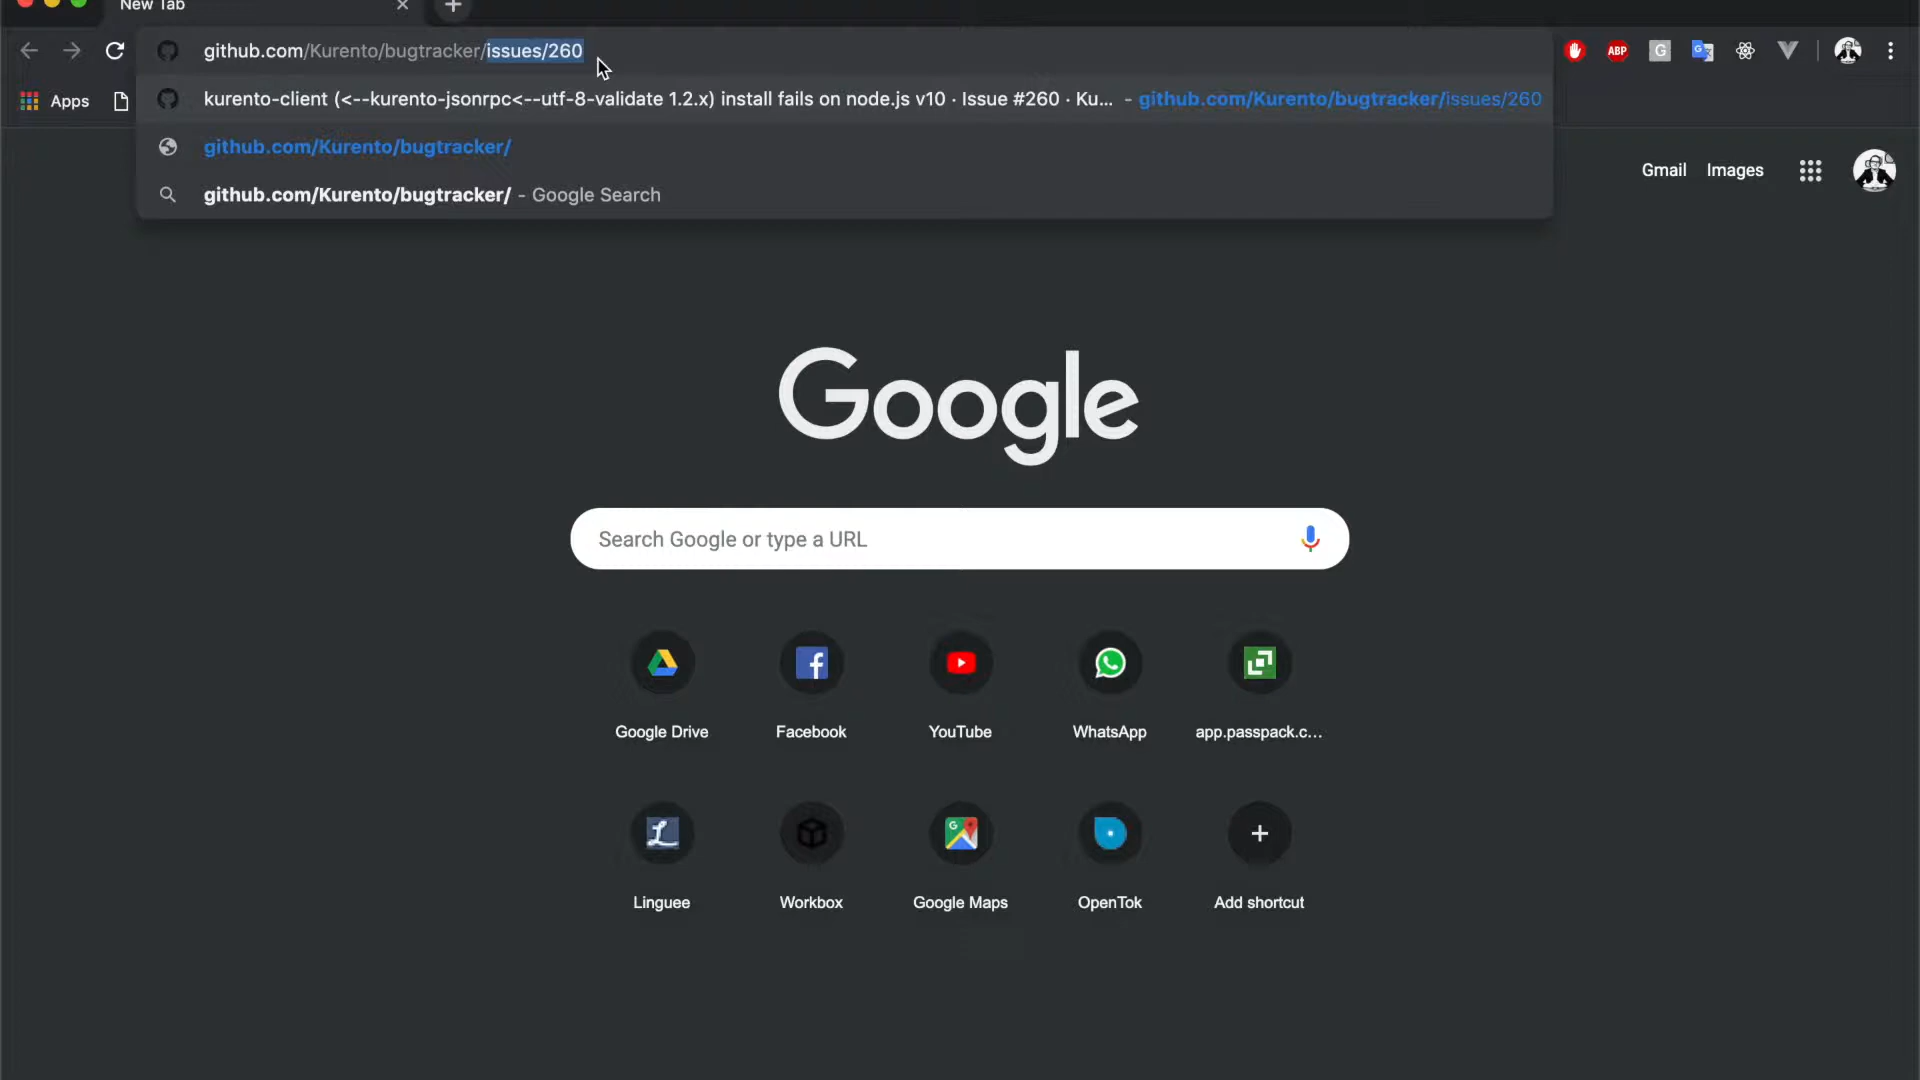 New Tab
github.com/Kurento/bugtracker/issues/260
kurento-client (<--kurento-jsonrpc<--utf-8-validate 1.2.x) install fails on node.js v10 · Issue #260 · Ku... - github.com/Kurento/bugtracker/issues/260
Apps
github.com/Kurento/bugtracker/
github.com/Kurento/bugtracker/ - Google Search
ABP
G
G
Gmail Images
Google
Search Google or type a URL
Google Drive Facebook YouTube WhatsApp app.passpack.c...
Linguee Workbox Google Maps OpenTok Add shortcut